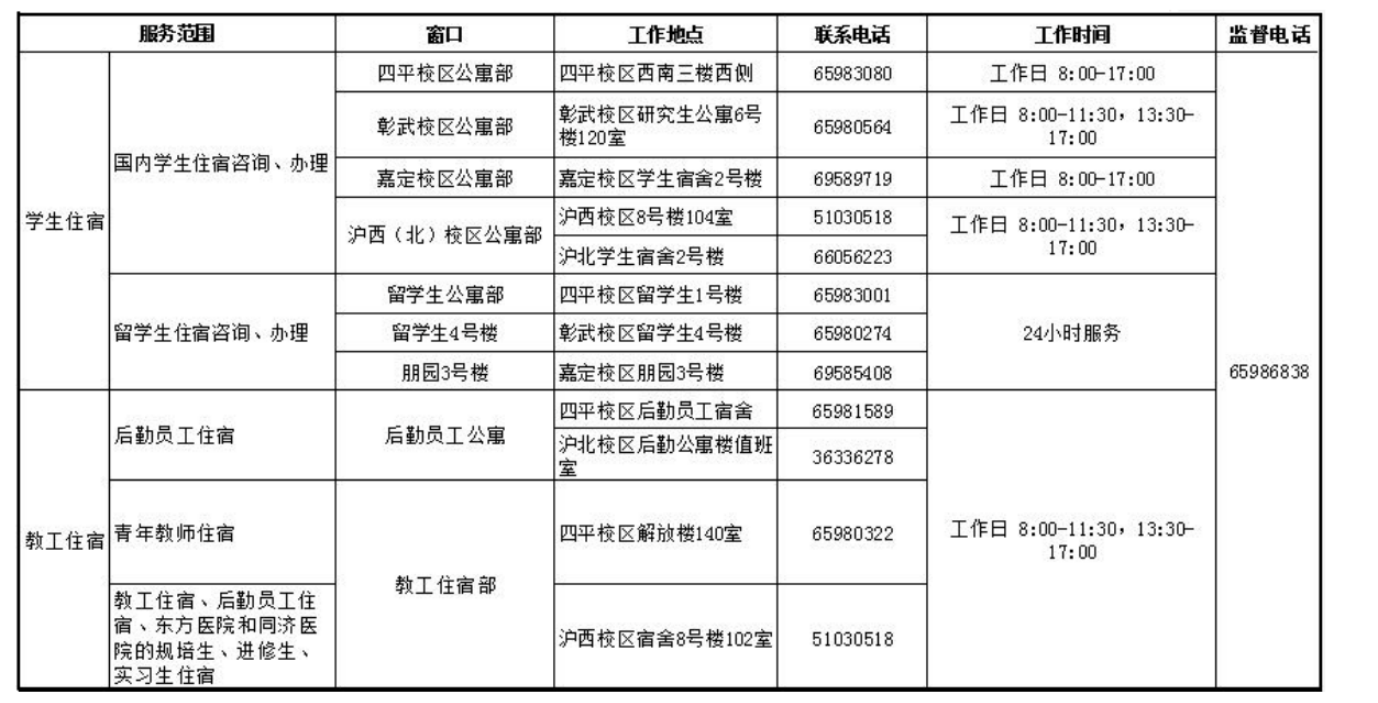 服务范围 窗口 工作地点 联系电话 工作时间 监督电话
四平校区公寓部 四平校区西南三楼西侧 65983080 工作日 8:00-17:00
彰武校区公寓部 彰武校区研究生公寓6号
楼120室 65980564 工作日 8:00-11:30，13:30-
17:00
国内学生住宿咨询、办理
嘉定校区公寓部 嘉定校区学生宿舍2号楼 69589719 工作日 8:00-17:00
学生住宿
沪西（北）校区公寓部 沪西校区8号楼104室 51030518 工作日 8:00-11:30，13:30-
17:00
沪北学生宿舍2号楼 66056223
留学生公寓部 四平校区留学生1号楼 65983001
留学生住宿咨询、办理 留学生4号楼 彰武校区留学生4号楼 65980274 24小时服务
朋园3号楼 嘉定校区朋园3号楼 69585408 65986838
四平校区后勤员工宿舍 65981589
后勤员工住宿 后勤员工公寓
沪北校区后勤公寓楼值班
室 36336278
教工住宿 青年教师住宿 四平校区解放楼140室 65980322 工作日 8:00-11:30，13:30-
17:00
教工住宿部
教工住宿、后勤员工住
宿、东方医院和同济医
院的规培生、进修生、
实习生住宿
沪西校区宿舍8号楼102室 51030518